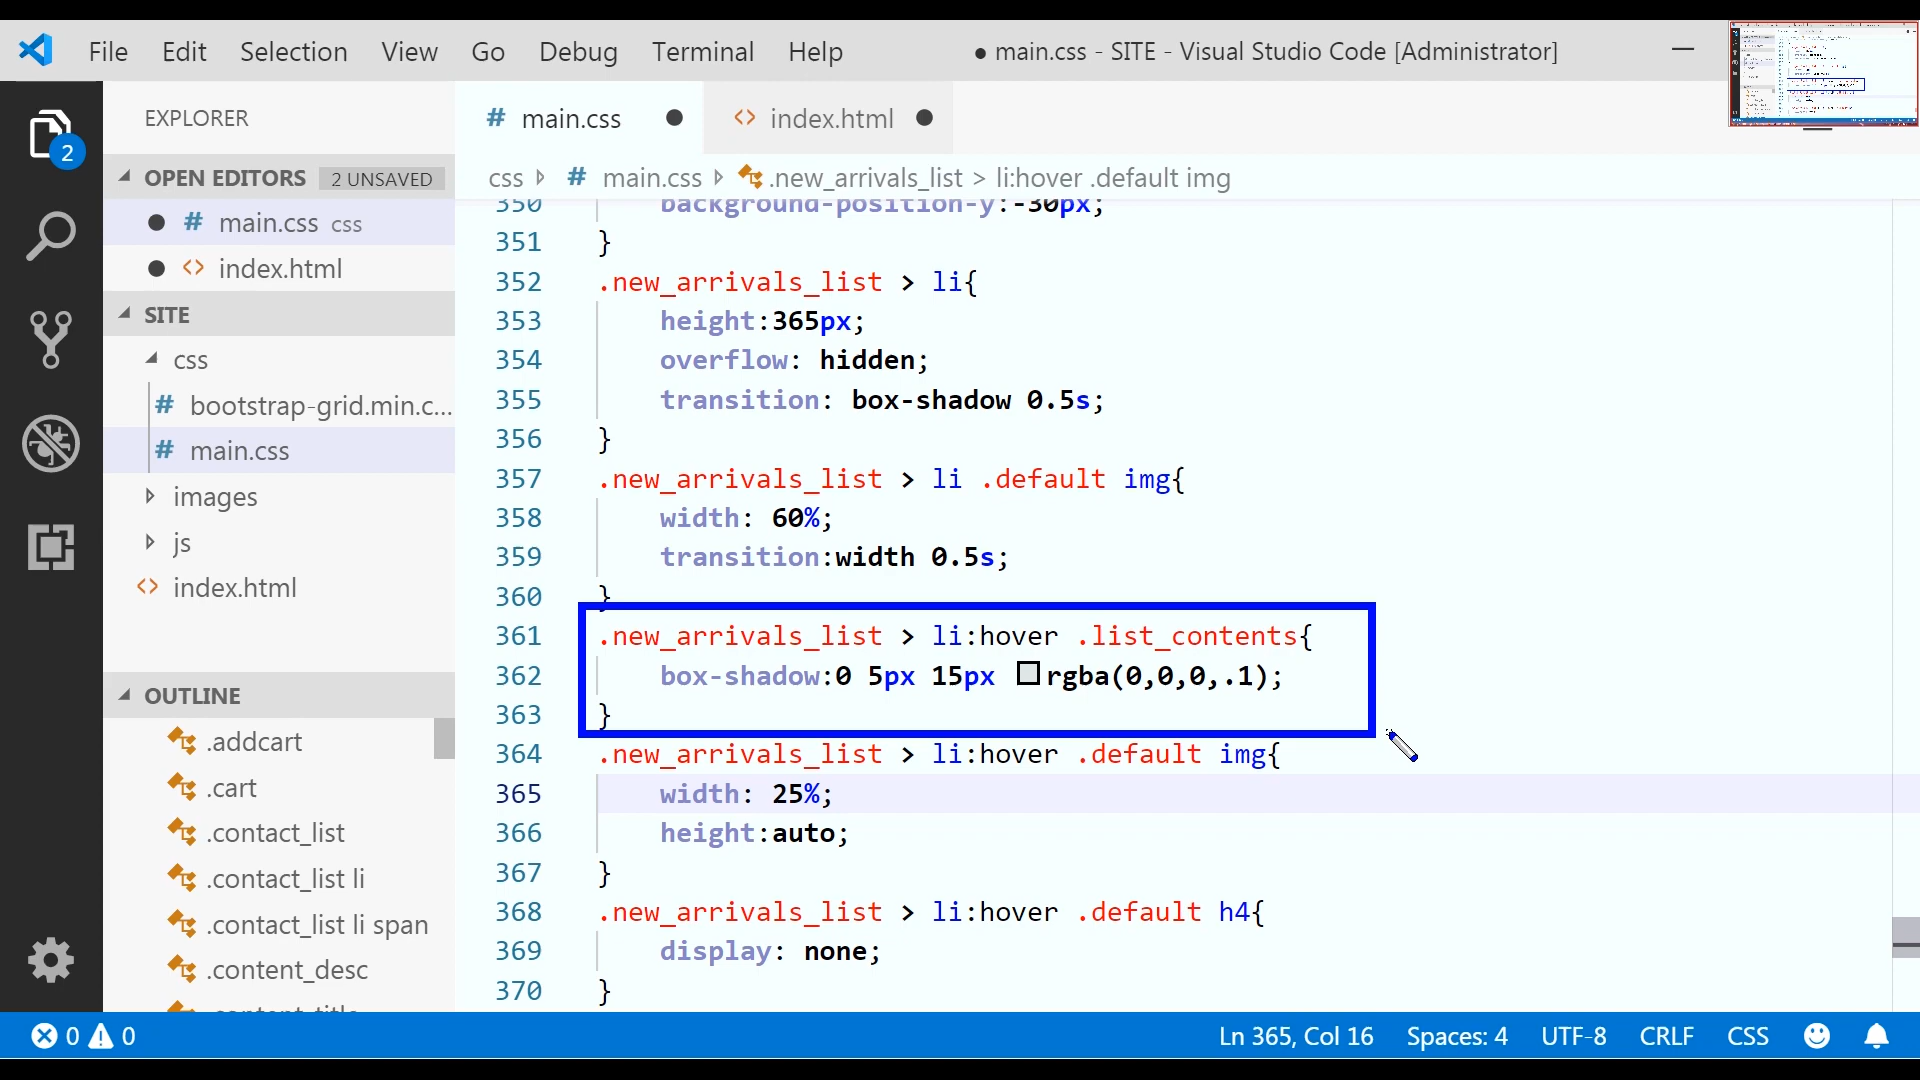 File Edit Selection View Go Debug Terminal Help ● main.css - SITE - Visual Studio Code [Administrator]
EXPLORER
2
OPEN EDITORS 2 UNSAVED
● # main.css css
● <> index.html
SITE
css
# bootstrap-grid.min.c...
# main.css
images
js
<> index.html
OUTLINE
.addcart
.cart
.contact_list
.contact_list li
.contact_list li span
.content_desc
.content_title
# main.css ● <> index.html ●
css # main.css .new_arrivals_list > li:hover .default img
350 background-position-y:-30px;
351 }
352 .new_arrivals_list > li{
353 height:365px;
354 overflow: hidden;
355 transition: box-shadow 0.5s;
356 }
357 .new_arrivals_list > li .default img{
358 width: 60%;
359 transition:width 0.5s;
360 }
361 .new_arrivals_list > li:hover .list_contents{
362 box-shadow:0 5px 15px rgba(0,0,0,.1);
363 }
364 .new_arrivals_list > li:hover .default img{
365 width: 25%;
366 height:auto;
367 }
368 .new_arrivals_list > li:hover .default h4{
369 display: none;
370 }
0 0 Ln 365, Col 16 Spaces: 4 UTF-8 CRLF CSS